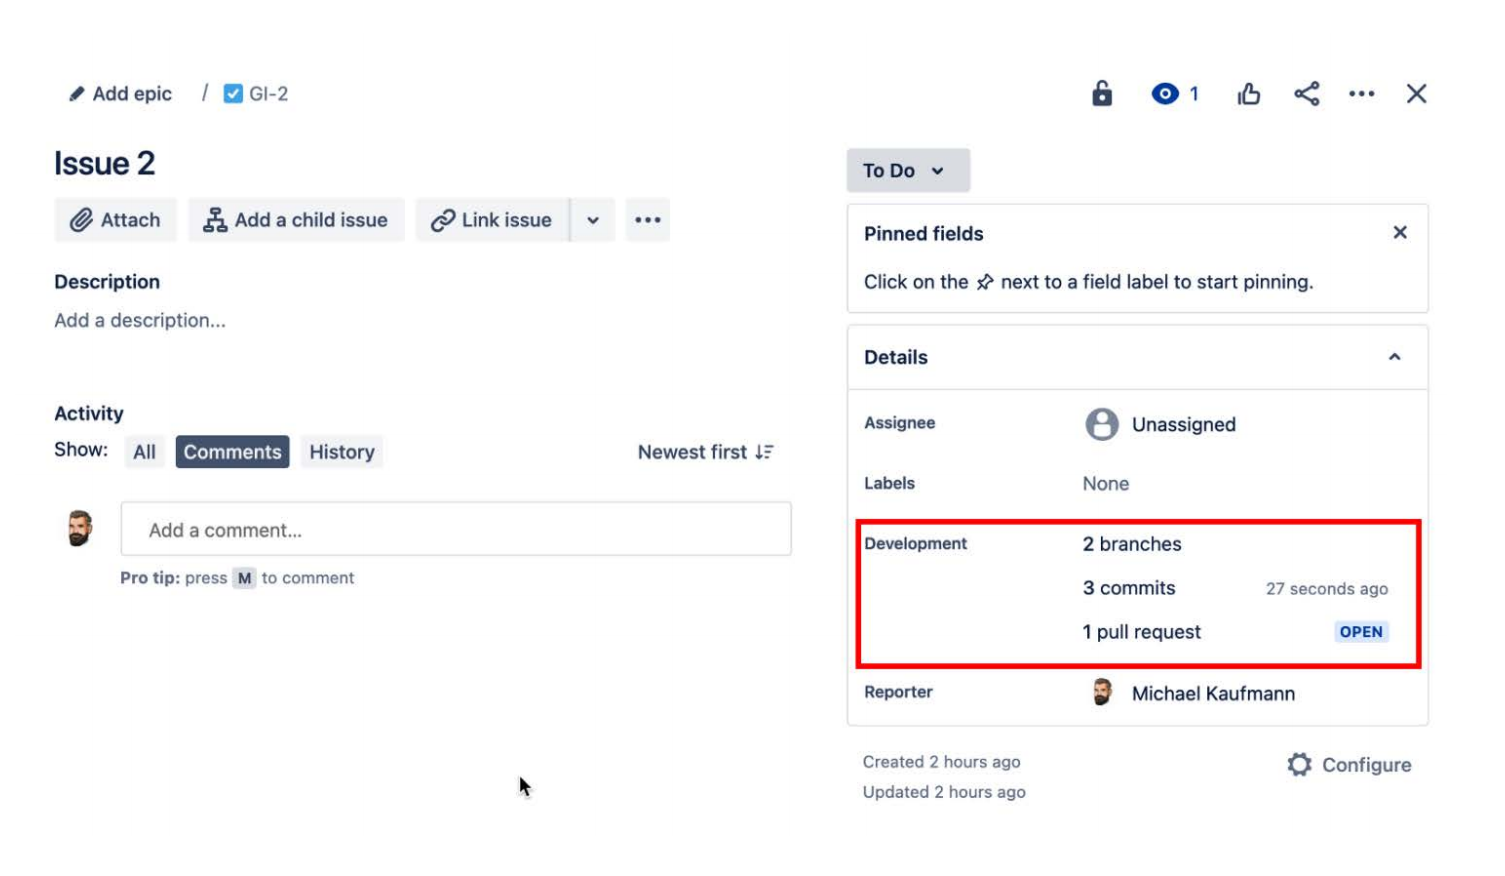 Add epic / GI-2
1
Issue 2
Attach
Add a child issue
Link issue
Description
Add a description...
Activity
Show: All Comments History
Newest first
Add a comment...
Pro tip: press M to comment
To Do
Pinned fields
Click on the next to a field label to start pinning.
Details
Assignee Unassigned
Labels None
Development 2 branches
3 commits 27 seconds ago
1 pull request OPEN
Reporter Michael Kaufmann
Created 2 hours ago
Updated 2 hours ago
Configure